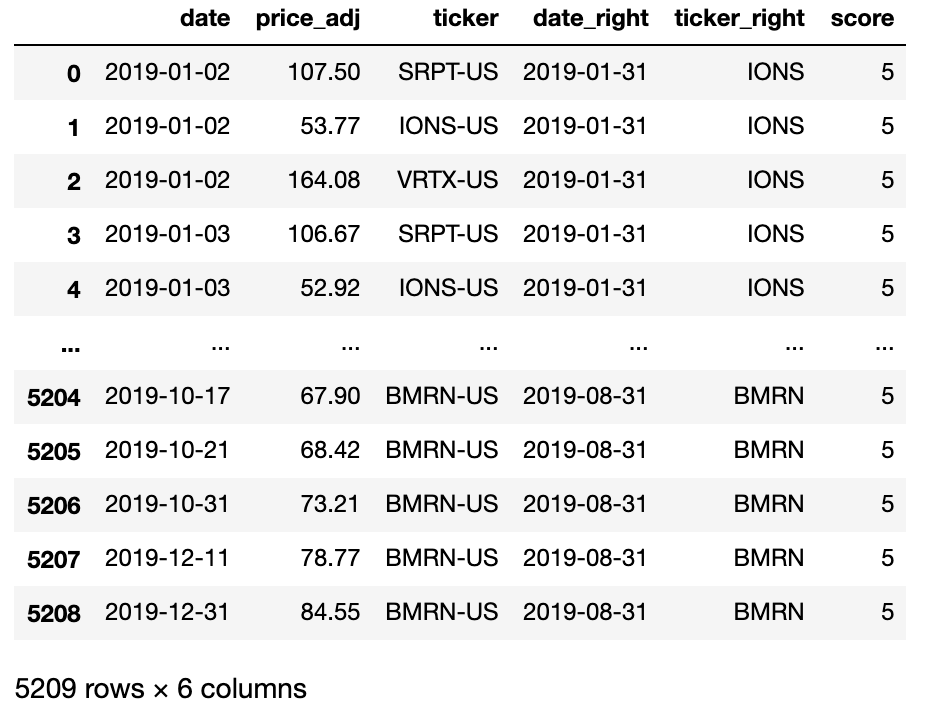 date price_adj ticker date_right ticker_right score
0 2019-01-02 107.50 SRPT-US 2019-01-31 IONS 5
1 2019-01-02 53.77 IONS-US 2019-01-31 IONS 5
2 2019-01-02 164.08 VRTX-US 2019-01-31 IONS 5
3 2019-01-03 106.67 SRPT-US 2019-01-31 IONS 5
4 2019-01-03 52.92 IONS-US 2019-01-31 IONS 5
... ... ... ... ... ... ...
5204 2019-10-17 67.90 BMRN-US 2019-08-31 BMRN 5
5205 2019-10-21 68.42 BMRN-US 2019-08-31 BMRN 5
5206 2019-10-31 73.21 BMRN-US 2019-08-31 BMRN 5
5207 2019-12-11 78.77 BMRN-US 2019-08-31 BMRN 5
5208 2019-12-31 84.55 BMRN-US 2019-08-31 BMRN 5
5209 rows × 6 columns